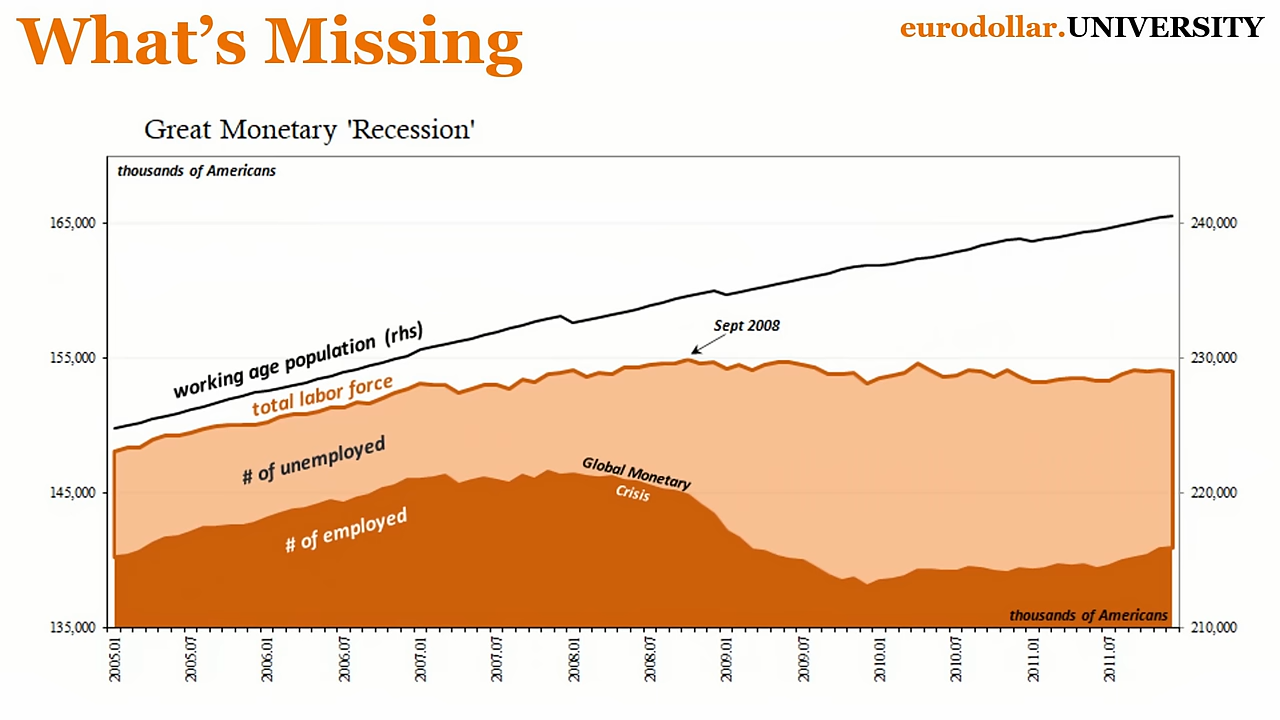 What's Missing
eurodollar.UNIVERSITY
Great Monetary 'Recession'
thousands of Americans
165,000
240,000
Sept 2008
working age population (rhs)
155,000
230,000
total labor force
# of unemployed
Global Monetary
Crisis
145,000
220,000
# of employed
thousands of Americans
135,000
210,000
2005.01
2005.07
2006.01
2006.07
2007.01
2007.07
2008.01
2008.07
2009.01
2009.07
2010.01
2010.07
2011.01
2011.07